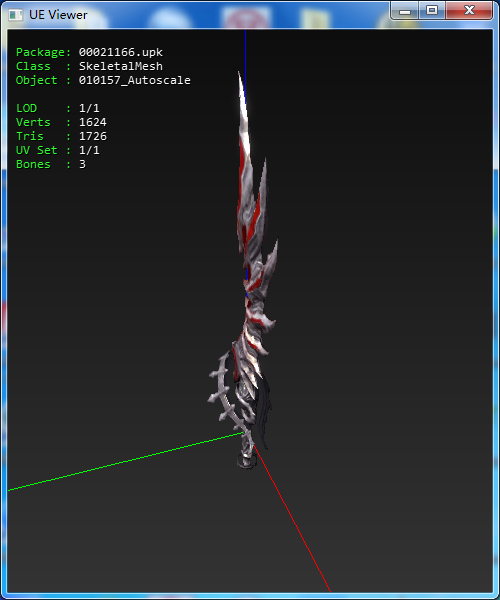 UE Viewer
Package: 00021166.upk
Class : SkeletalMesh
Object : 010157_Autoscale
LOD : 1/1
Verts : 1624
Tris : 1726
UV Set : 1/1
Bones : 3